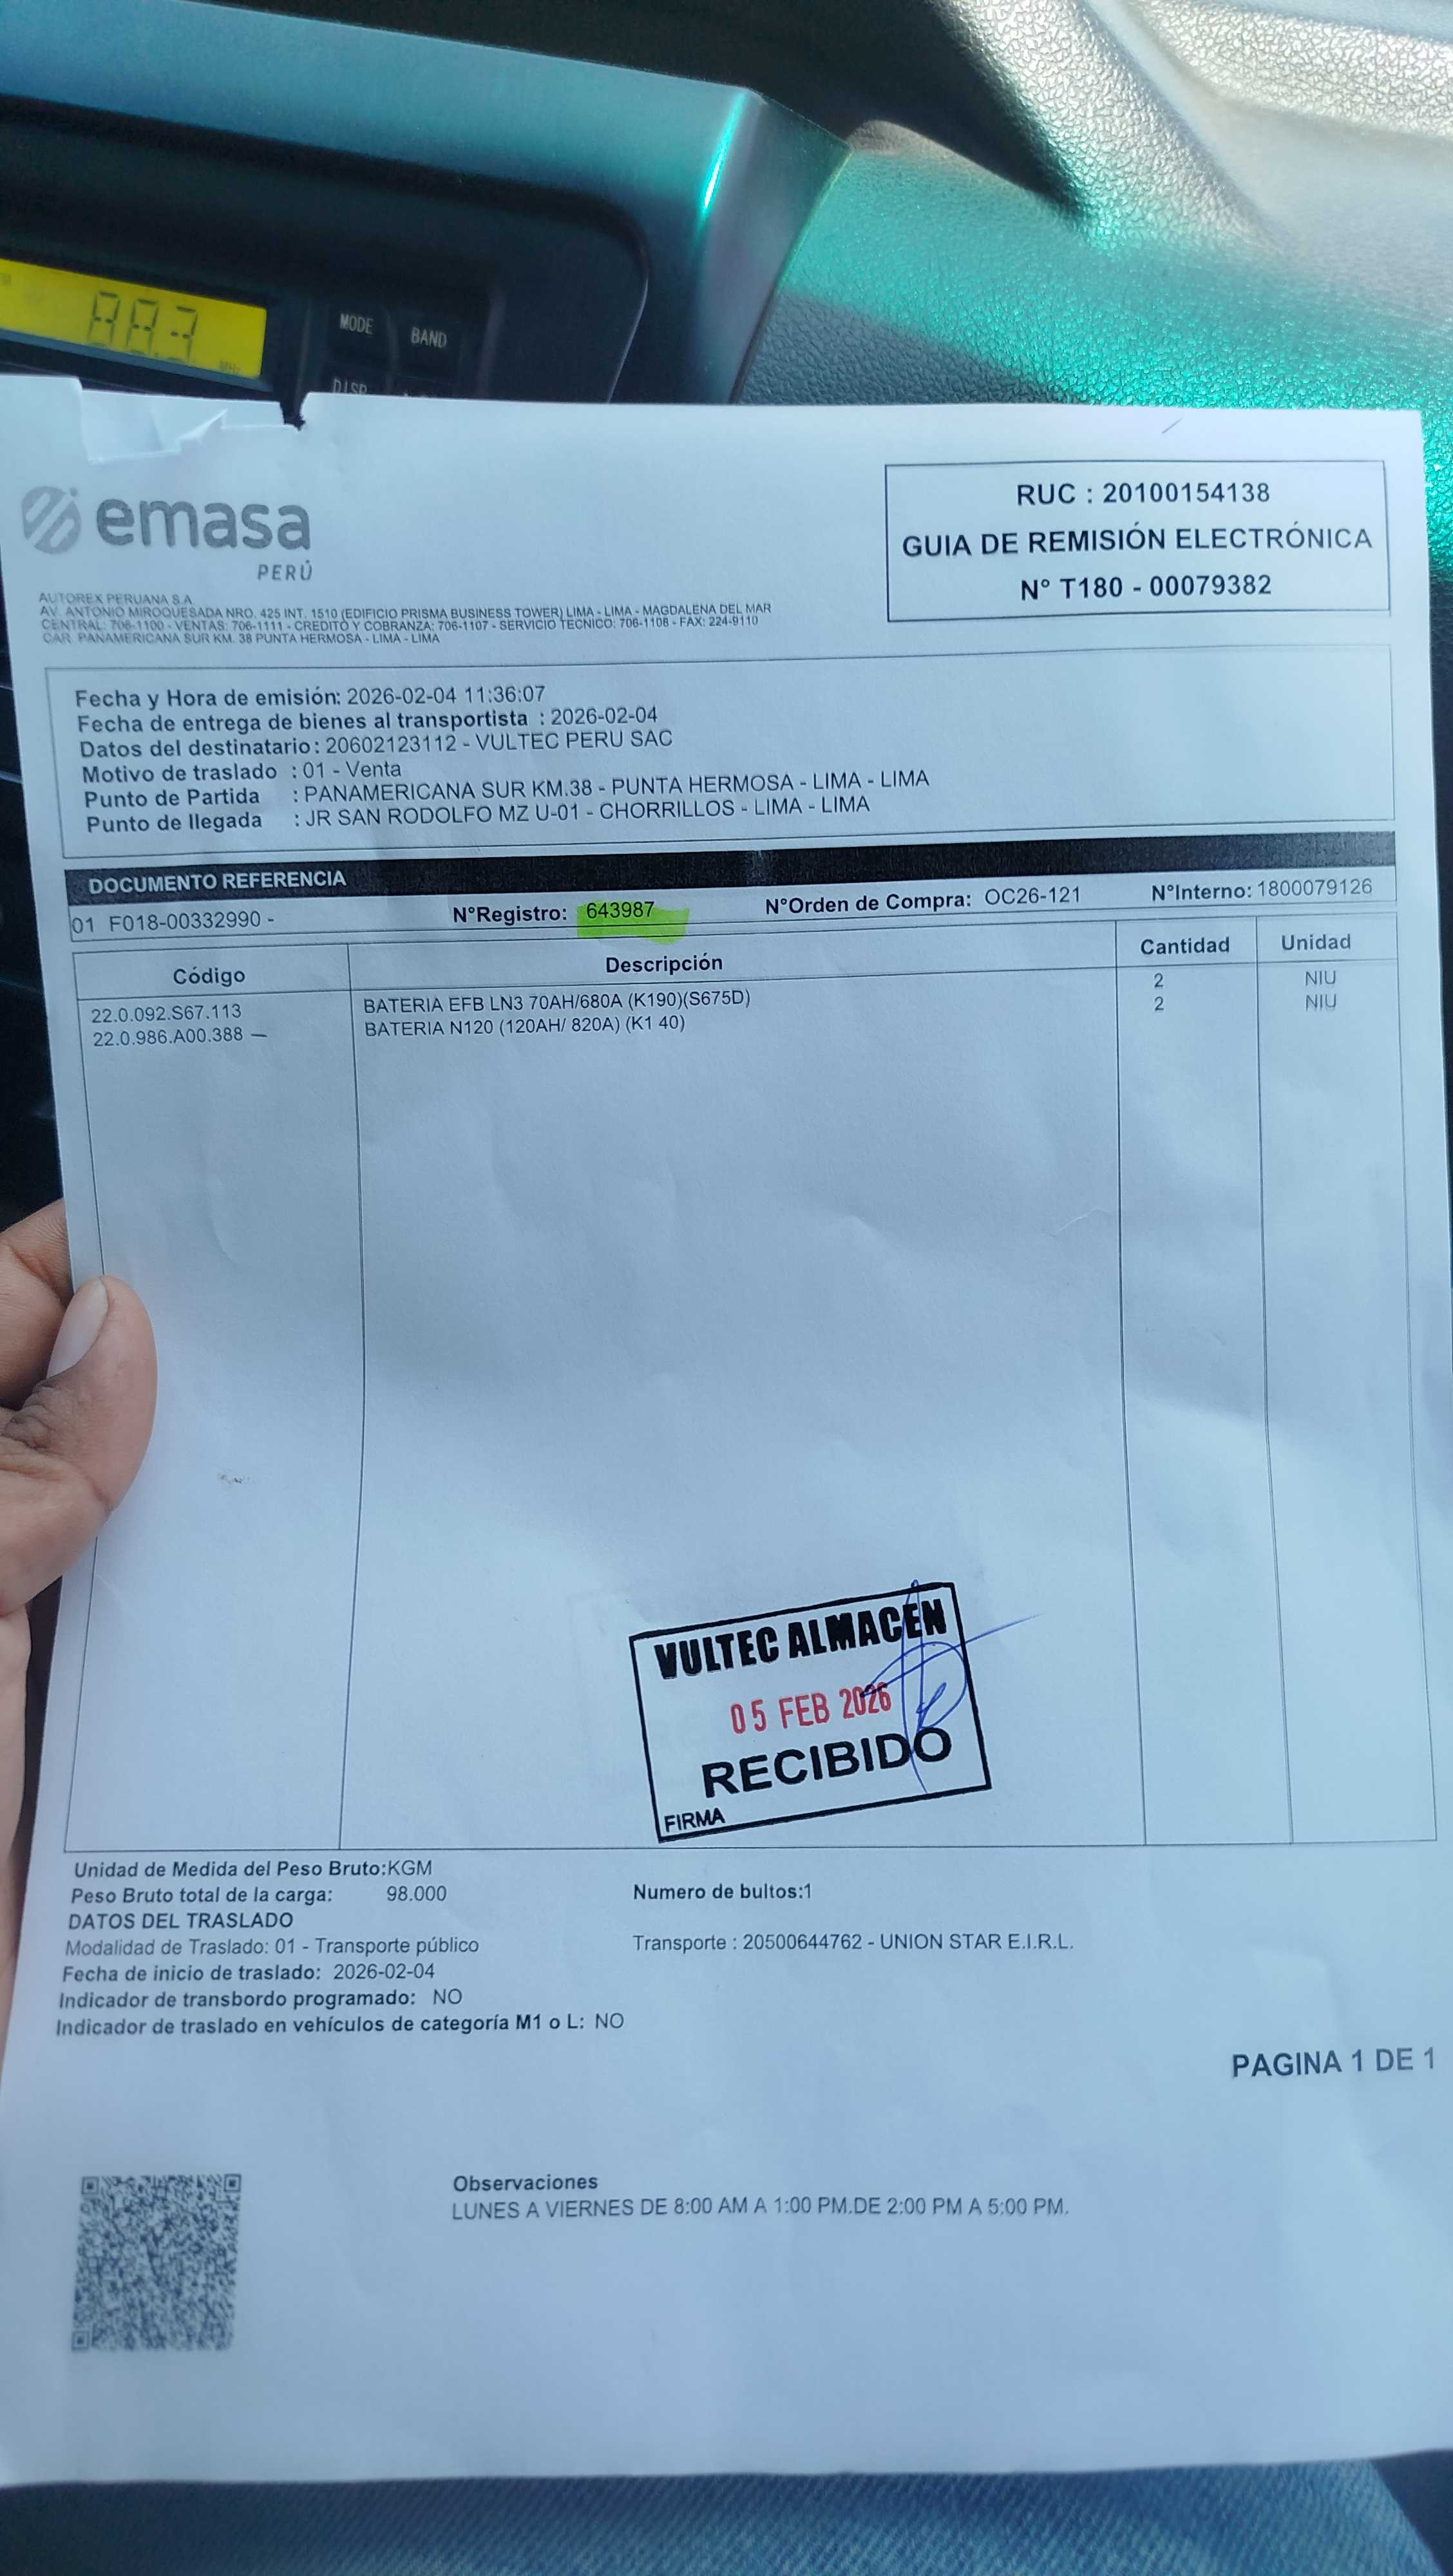 88.3
MODE
BAND
DISP
emasa
PERÚ
RUC : 20100154138
GUIA DE REMISIÓN ELECTRÓNICA
N° T180 - 00079382
AUTOREX PERUANA S.A
AV. ANTONIO MIROQUESADA NRO. 425 INT. 1510 (EDIFICIO PRISMA BUSINESS TOWER) LIMA - LIMA - MAGDALENA DEL MAR
CENTRAL: 706-1100 - VENTAS: 706-1111 - CREDITO Y COBRANZA: 706-1107 - SERVICIO TECNICO: 706-1108 - FAX: 224-9110
CAR. PANAMERICANA SUR KM. 38 PUNTA HERMOSA - LIMA - LIMA
Fecha y Hora de emisión: 2026-02-04 11:36:07
Fecha de entrega de bienes al transportista : 2026-02-04
Datos del destinatario : 20602123112 - VULTEC PERU SAC
Motivo de traslado : 01 - Venta
Punto de Partida : PANAMERICANA SUR KM.38 - PUNTA HERMOSA - LIMA - LIMA
Punto de llegada : JR SAN RODOLFO MZ U-01 - CHORRILLOS - LIMA - LIMA
DOCUMENTO REFERENCIA
01 F018-00332990 - N°Registro: 643987 N°Orden de Compra: OC26-121 N°Interno: 1800079126
Código Descripción Cantidad Unidad
22.0.092.S67.113 BATERIA EFB LN3 70AH/680A (K190)(S675D) 2 NIU
22.0.986.A00.388 — BATERIA N120 (120AH/ 820A) (K1 40) 2 NIU
VULTEC ALMACEN
05 FEB 2026
RECIBIDO
FIRMA
Unidad de Medida del Peso Bruto:KGM
Peso Bruto total de la carga: 98.000 Numero de bultos:1
DATOS DEL TRASLADO
Modalidad de Traslado: 01 - Transporte público Transporte : 20500644762 - UNION STAR E.I.R.L.
Fecha de inicio de traslado: 2026-02-04
Indicador de transbordo programado: NO
Indicador de traslado en vehículos de categoría M1 o L: NO
PAGINA 1 DE 1
Observaciones
LUNES A VIERNES DE 8:00 AM A 1:00 PM.DE 2:00 PM A 5:00 PM.